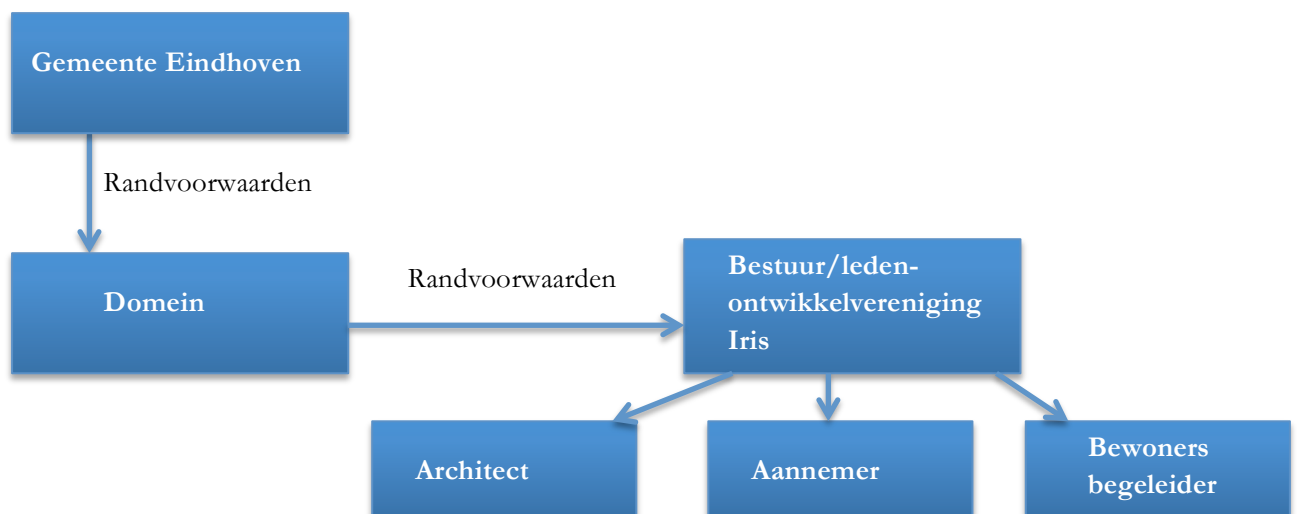 Gemeente Eindhoven
Randvoorwaarden
Domein
Randvoorwaarden
Bestuur/leden-
ontwikkelvereniging
Iris
Architect
Aannemer
Bewoners
begeleider